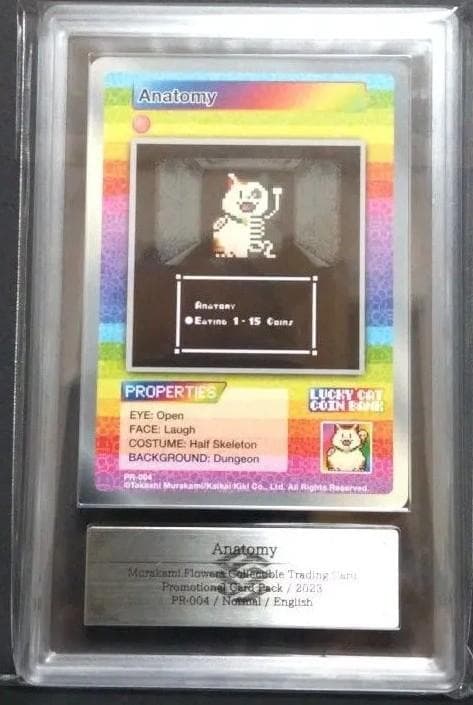 Anatomy
Anatomy
Eating 1-15 Coins
PROPERTIES
LUCKY CAT
COIN BANK
EYE: Open
FACE: Laugh
COSTUME: Half Skeleton
BACKGROUND: Dungeon
PR-004
©Takashi Murakami/Kaikai Kiki Co., Ltd. All Rights Reserved.
Anatomy
Murakami.Flowers Collectible Trading Card
Promotional Card Pack / 2023
PR-004 / Normal / English